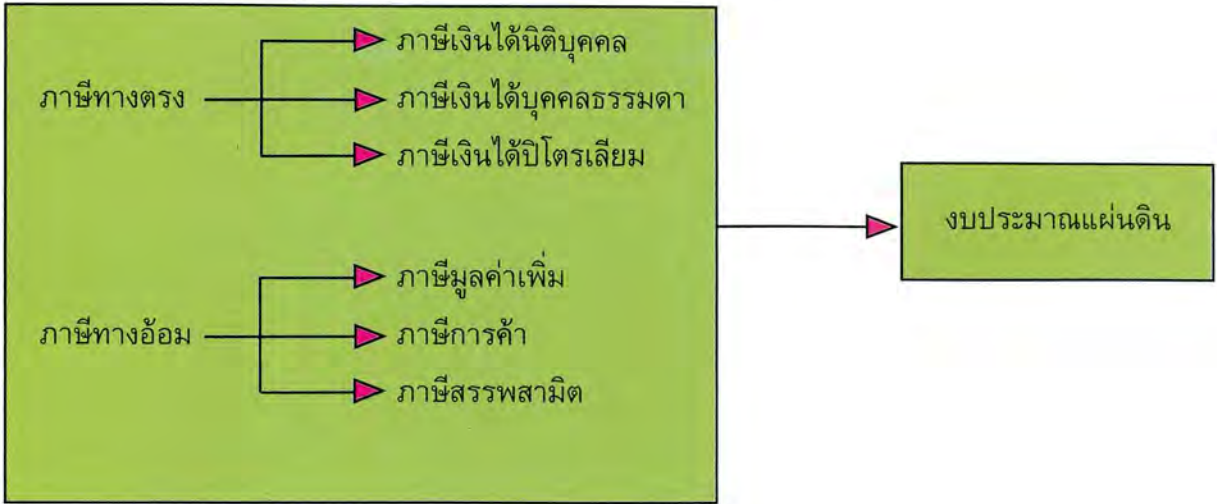 ภาษีทางตรง
ภาษีเงินได้นิติบุคคล
ภาษีเงินได้บุคคลธรรมดา
ภาษีเงินได้ปิโตรเลียม
ภาษีทางอ้อม
ภาษีมูลค่าเพิ่ม
ภาษีการค้า
ภาษีสรรพสามิต
งบประมาณแผ่นดิน